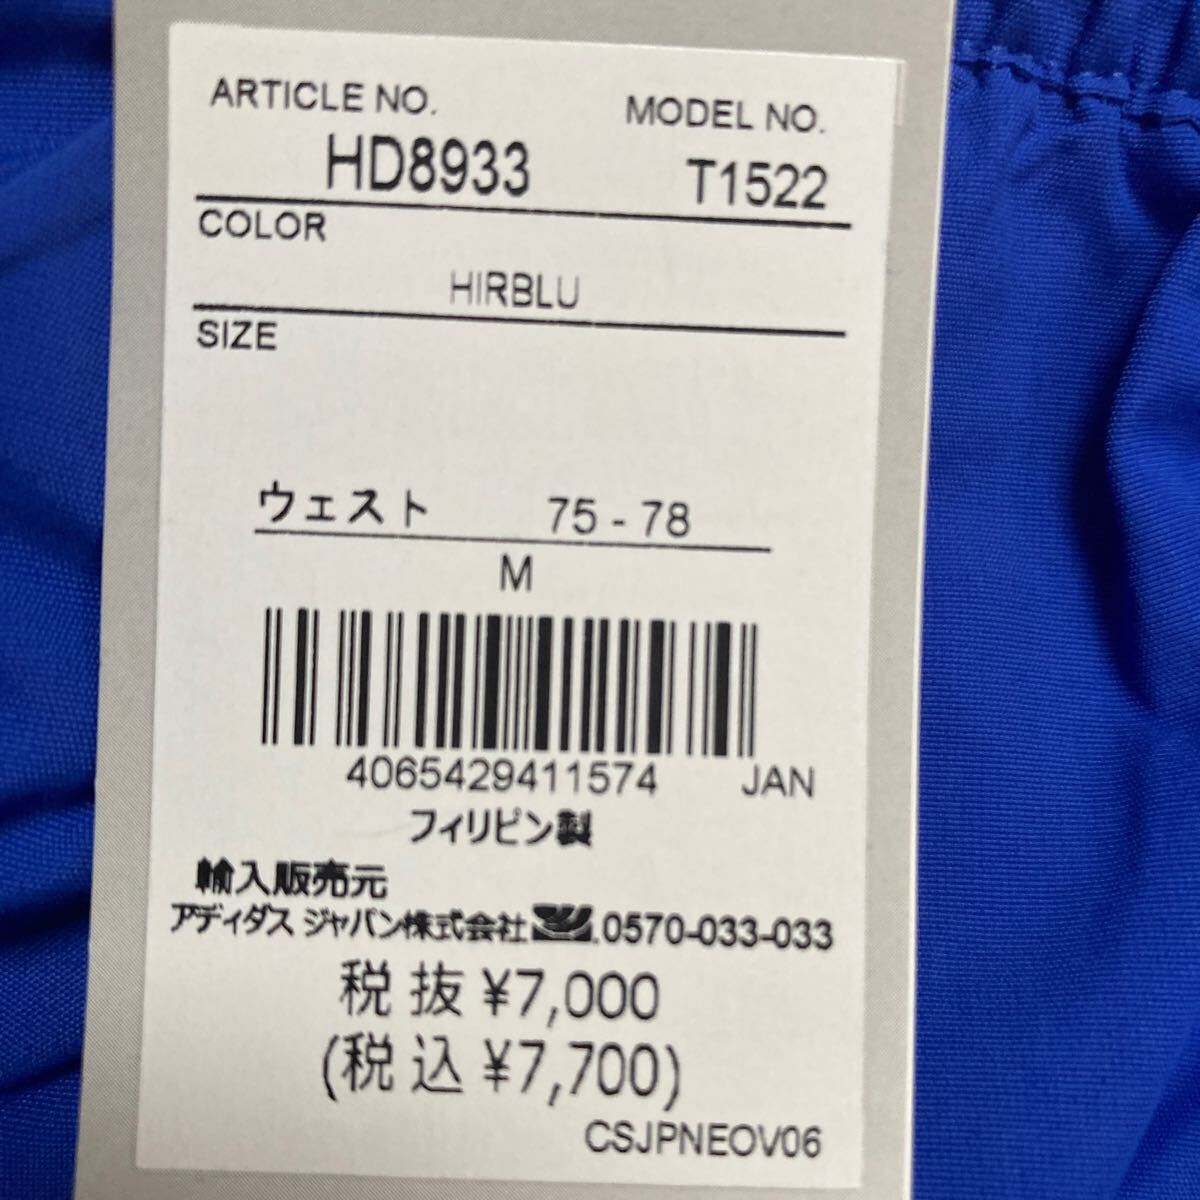 ARTICLE NO. MODEL NO.
HD8933 T1522
COLOR
HIRBLU
SIZE
ウェスト 75 - 78
M
4065429411574 JAN
フィリピン製
輸入販売元
アディダス ジャパン株式会社 .0570-033-033
税 抜 ¥7,000
(税 込 ¥7,700)
CSJPNEOV06